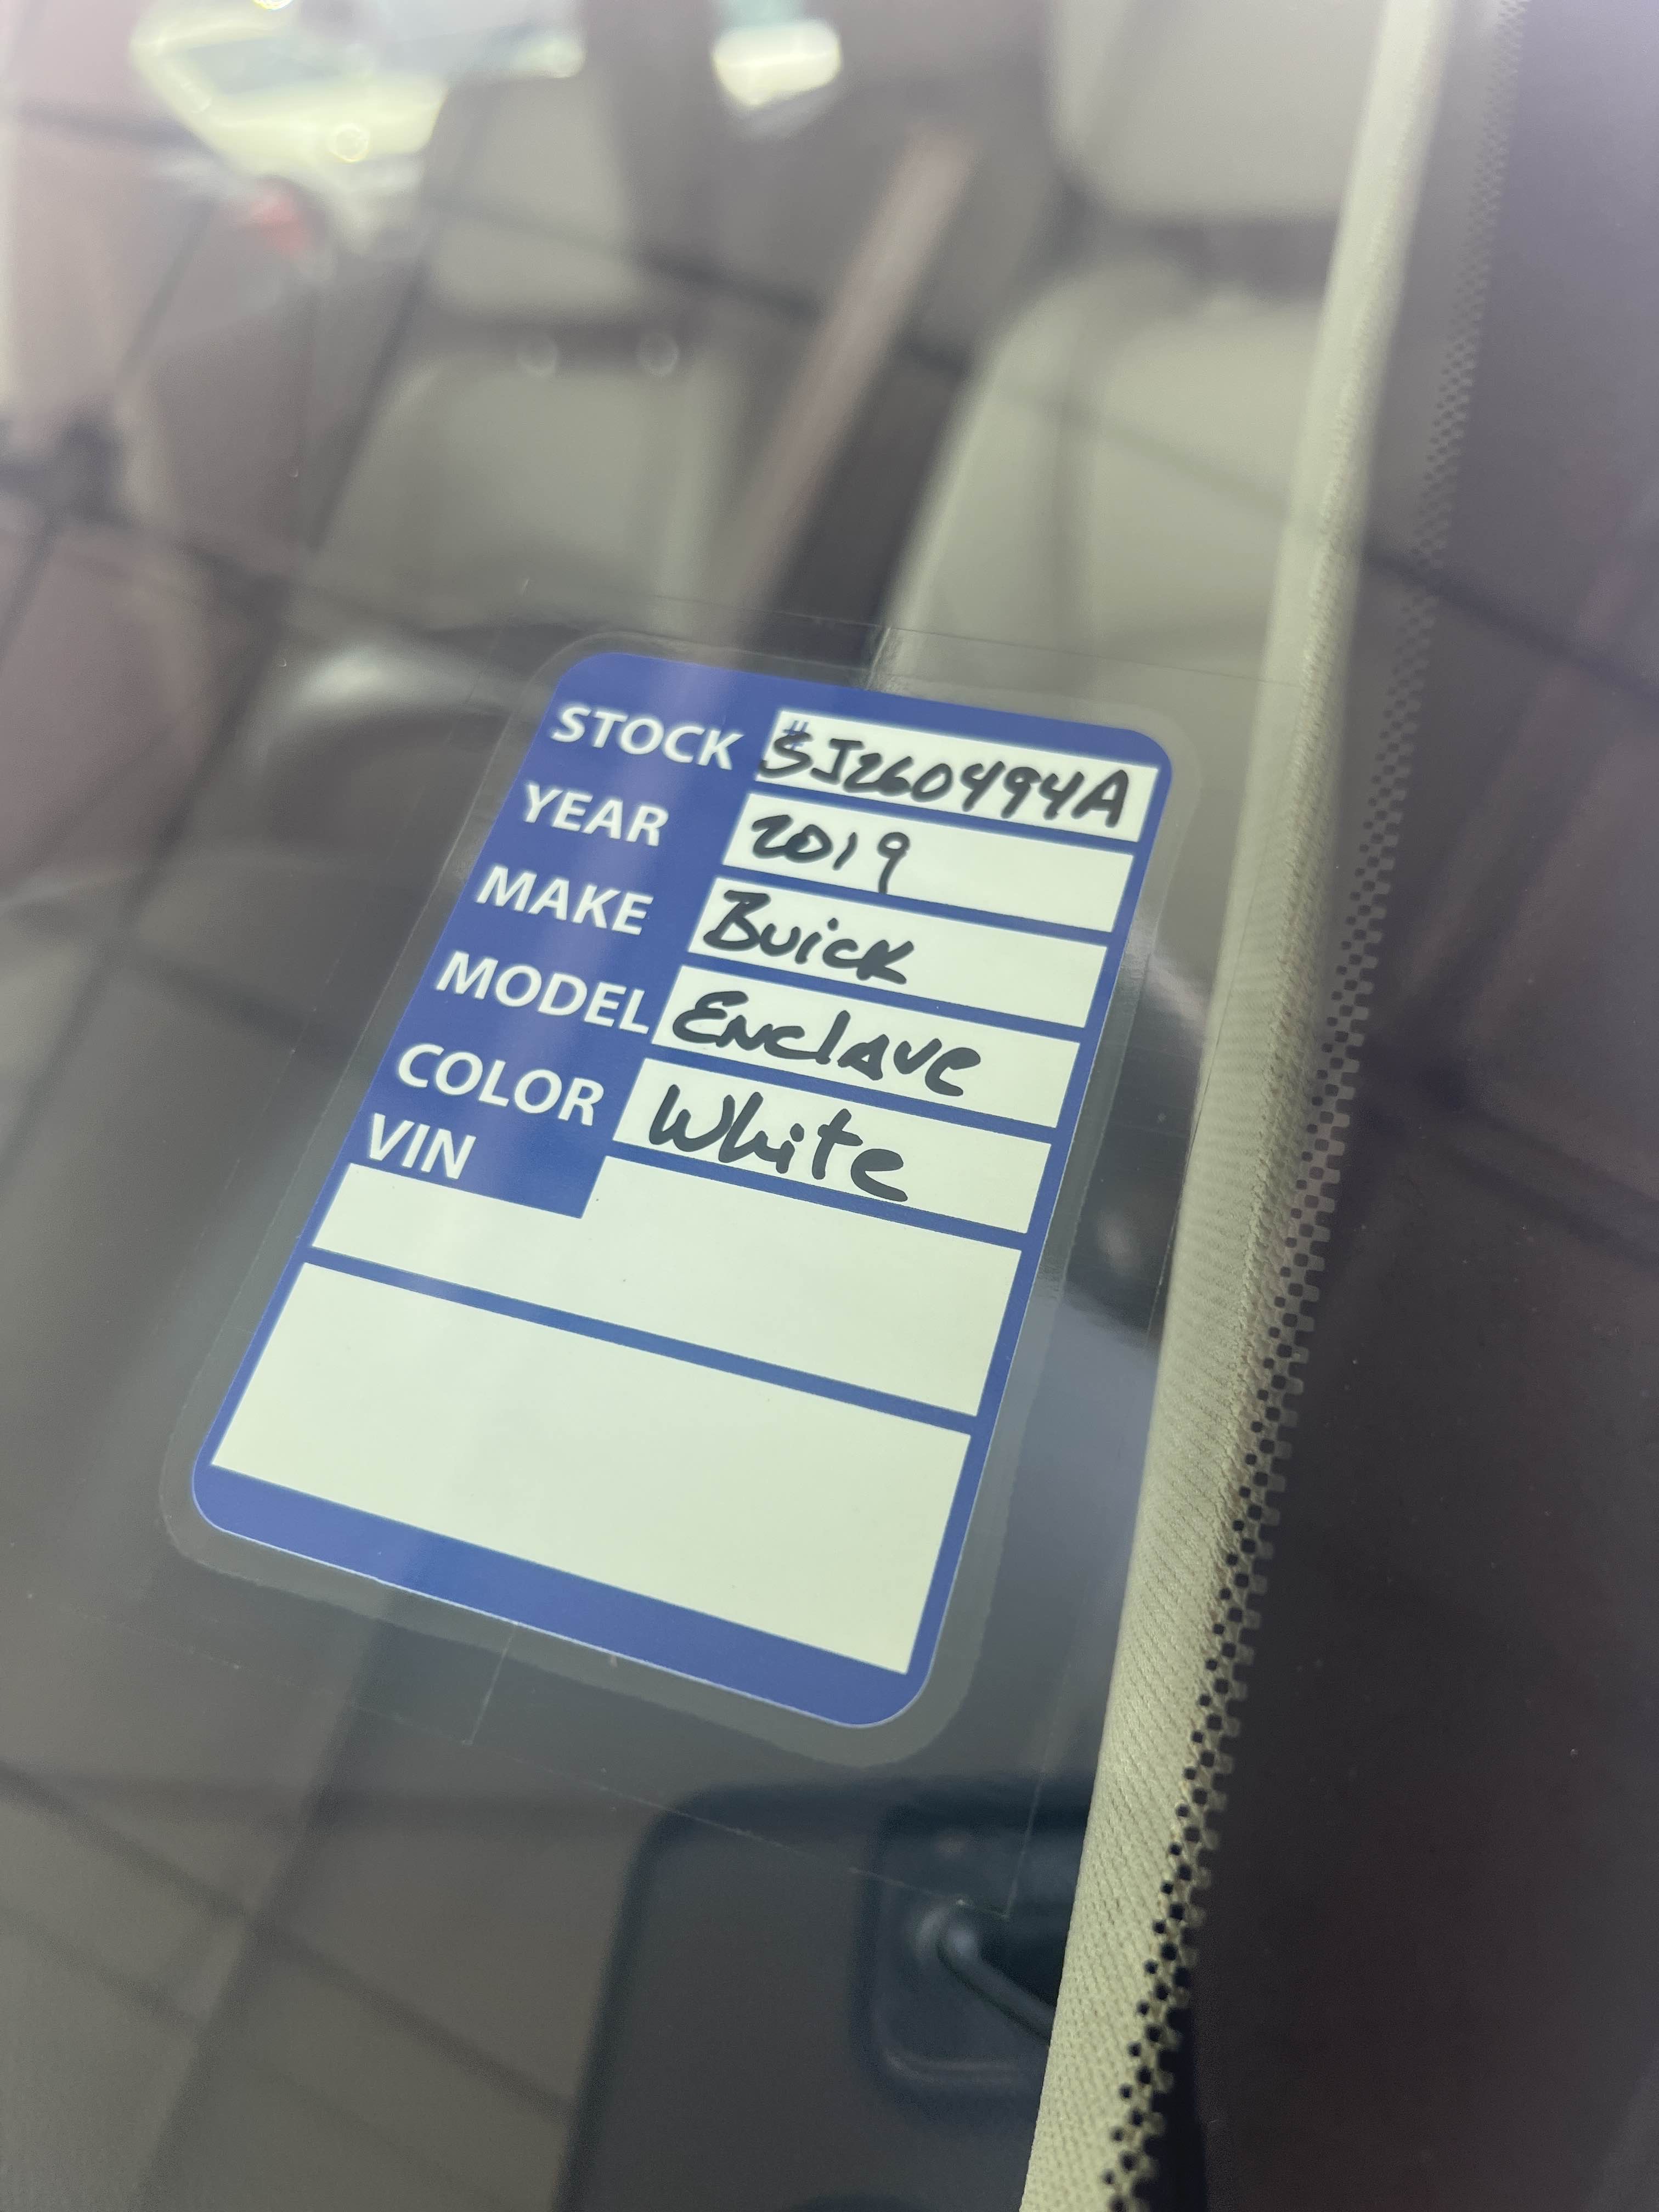 STOCK # SJ260494A
YEAR 2019
MAKE Buick
MODEL Enclave
COLOR White
VIN